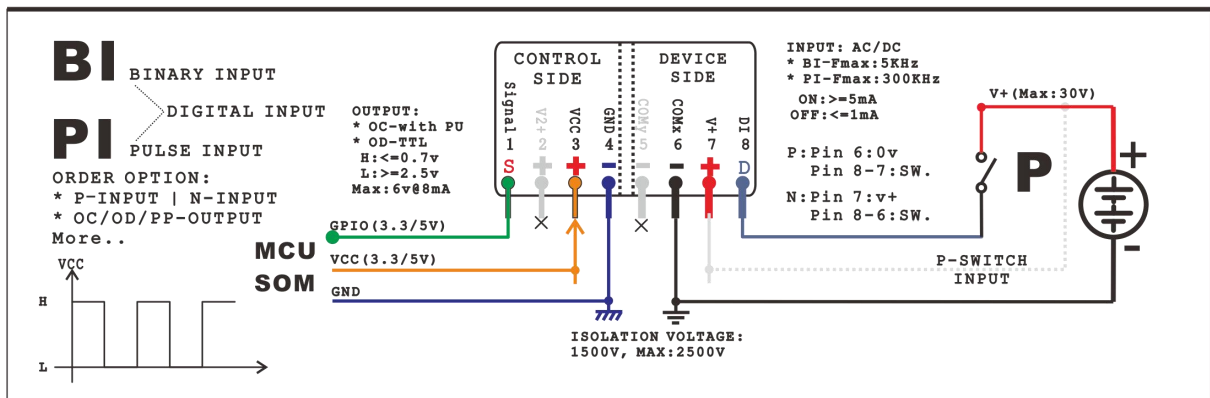 BI BINARY INPUT
DIGITAL INPUT
PI PULSE INPUT
ORDER OPTION:
* P-INPUT | N-INPUT
* OC/OD/PP-OUTPUT
More..
VCC
H
L
OUTPUT:
* OC-with PU
* OD-TTL
H:<=0.7v
L:>=2.5v
Max:6v@8mA
MCU
SOM
GPIO(3.3/5V)
VCC(3.3/5V)
GND
CONTROL
SIDE
DEVICE
SIDE
Signal 1 S
V2+ 2 +
VCC 3 +
GND 4 -
COMy 5 -
COMx 6 -
V+ 7 +
DI 8 D
ISOLATION VOLTAGE:
1500V, MAX:2500V
INPUT: AC/DC
* BI-Fmax:5KHz
* PI-Fmax:300KHz
ON:>=5mA
OFF:<=1mA
P:Pin 6:0v
Pin 8-7:SW.
N:Pin 7:v+
Pin 8-6:SW.
V+(Max:30V)
P
+
-
P-SWITCH
INPUT